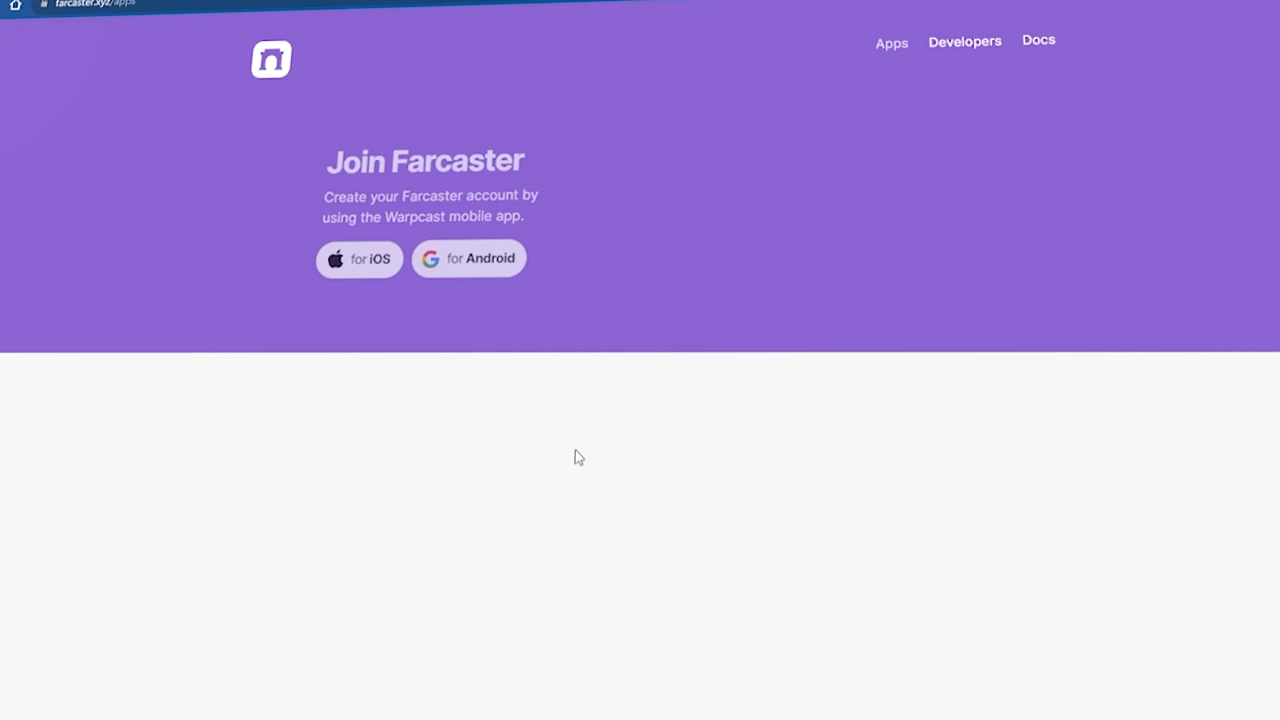 farcaster.xyz/apps
Apps Developers Docs
Join Farcaster
Create your Farcaster account by
using the Warpcast mobile app.
for iOS for Android